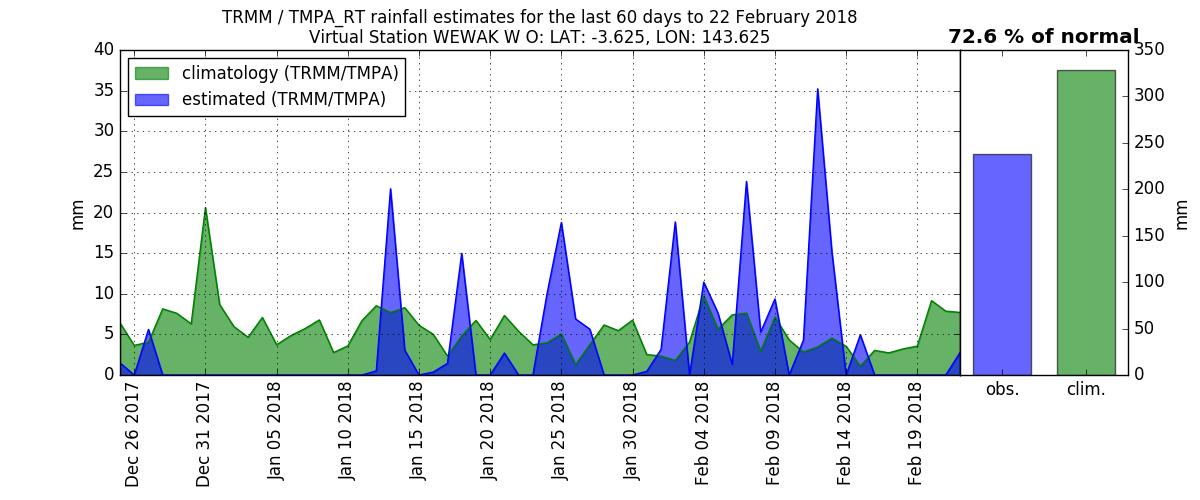 TRMM / TMPA_RT rainfall estimates for the last 60 days to 22 February 2018
Virtual Station WEWAK W O: LAT: -3.625, LON: 143.625
72.6 % of normal
climatology (TRMM/TMPA)
estimated (TRMM/TMPA)
mm
40
35
30
25
20
15
10
5
0
Dec 26 2017
Dec 31 2017
Jan 05 2018
Jan 10 2018
Jan 15 2018
Jan 20 2018
Jan 25 2018
Jan 30 2018
Feb 04 2018
Feb 09 2018
Feb 14 2018
Feb 19 2018
obs.
clim.
350
300
250
200
150
100
50
0
mm